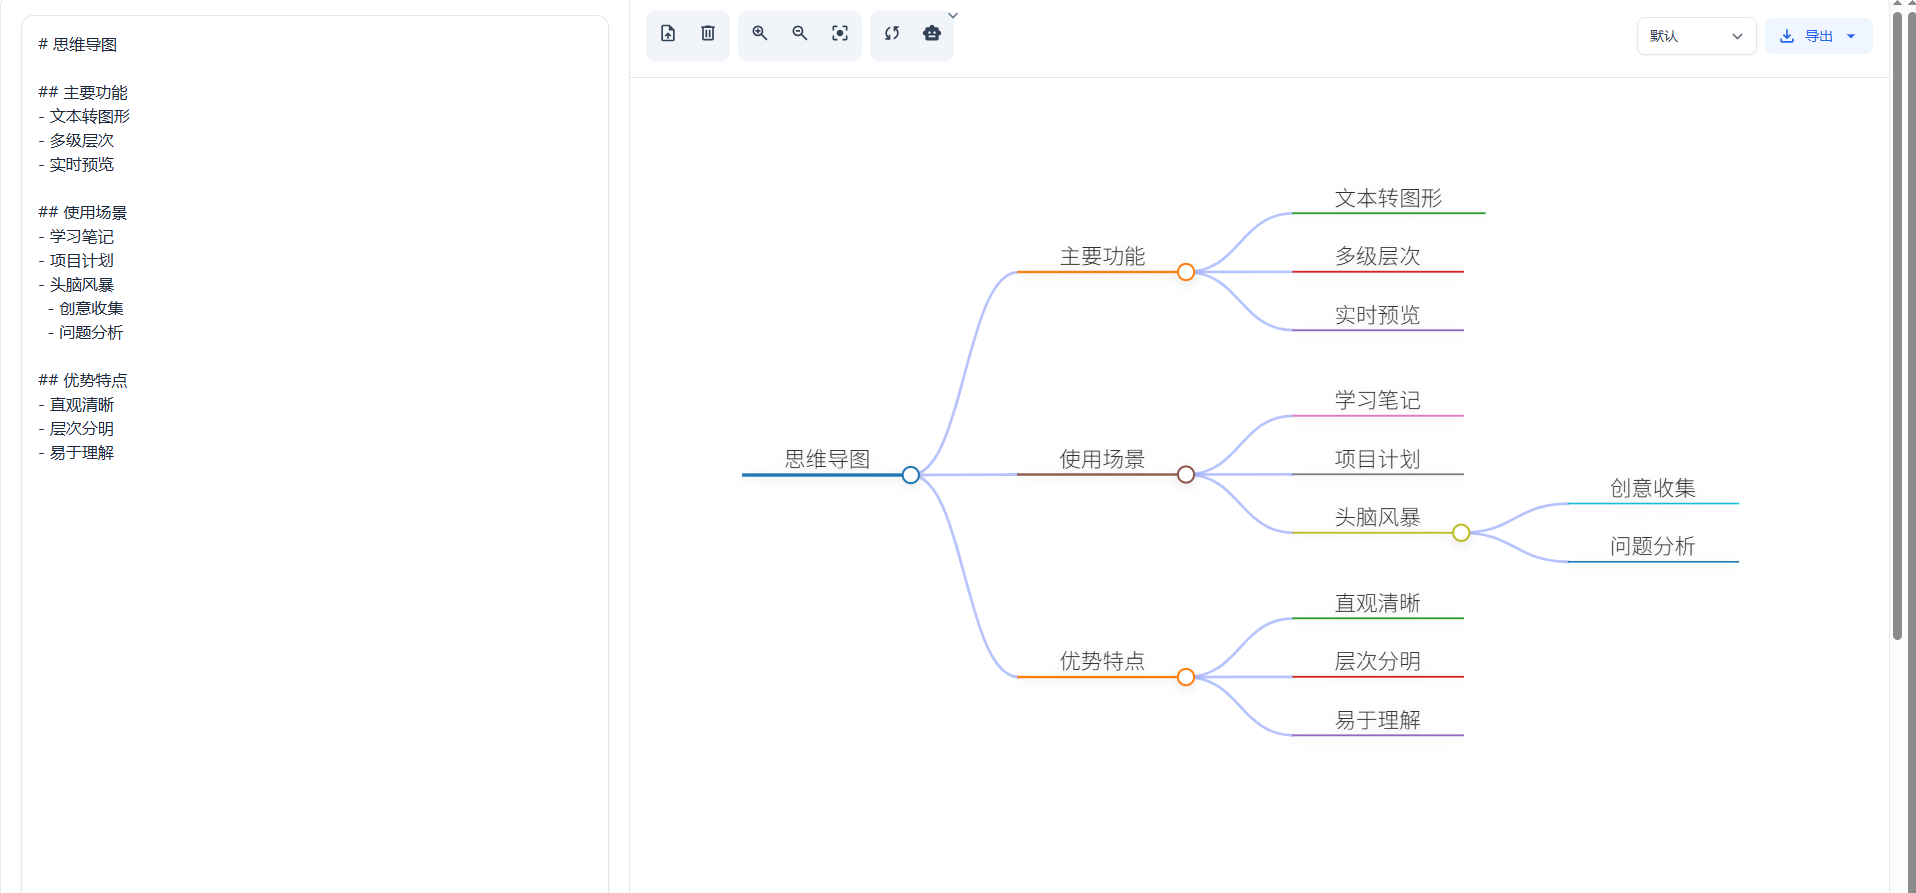 # 思维导图
## 主要功能
- 文本转图形
- 多级层次
- 实时预览
## 使用场景
- 学习笔记
- 项目计划
- 头脑风暴
  - 创意收集
  - 问题分析
## 优势特点
- 直观清晰
- 层次分明
- 易于理解
默认
导出
思维导图
主要功能
文本转图形
多级层次
实时预览
使用场景
学习笔记
项目计划
头脑风暴
创意收集
问题分析
优势特点
直观清晰
层次分明
易于理解